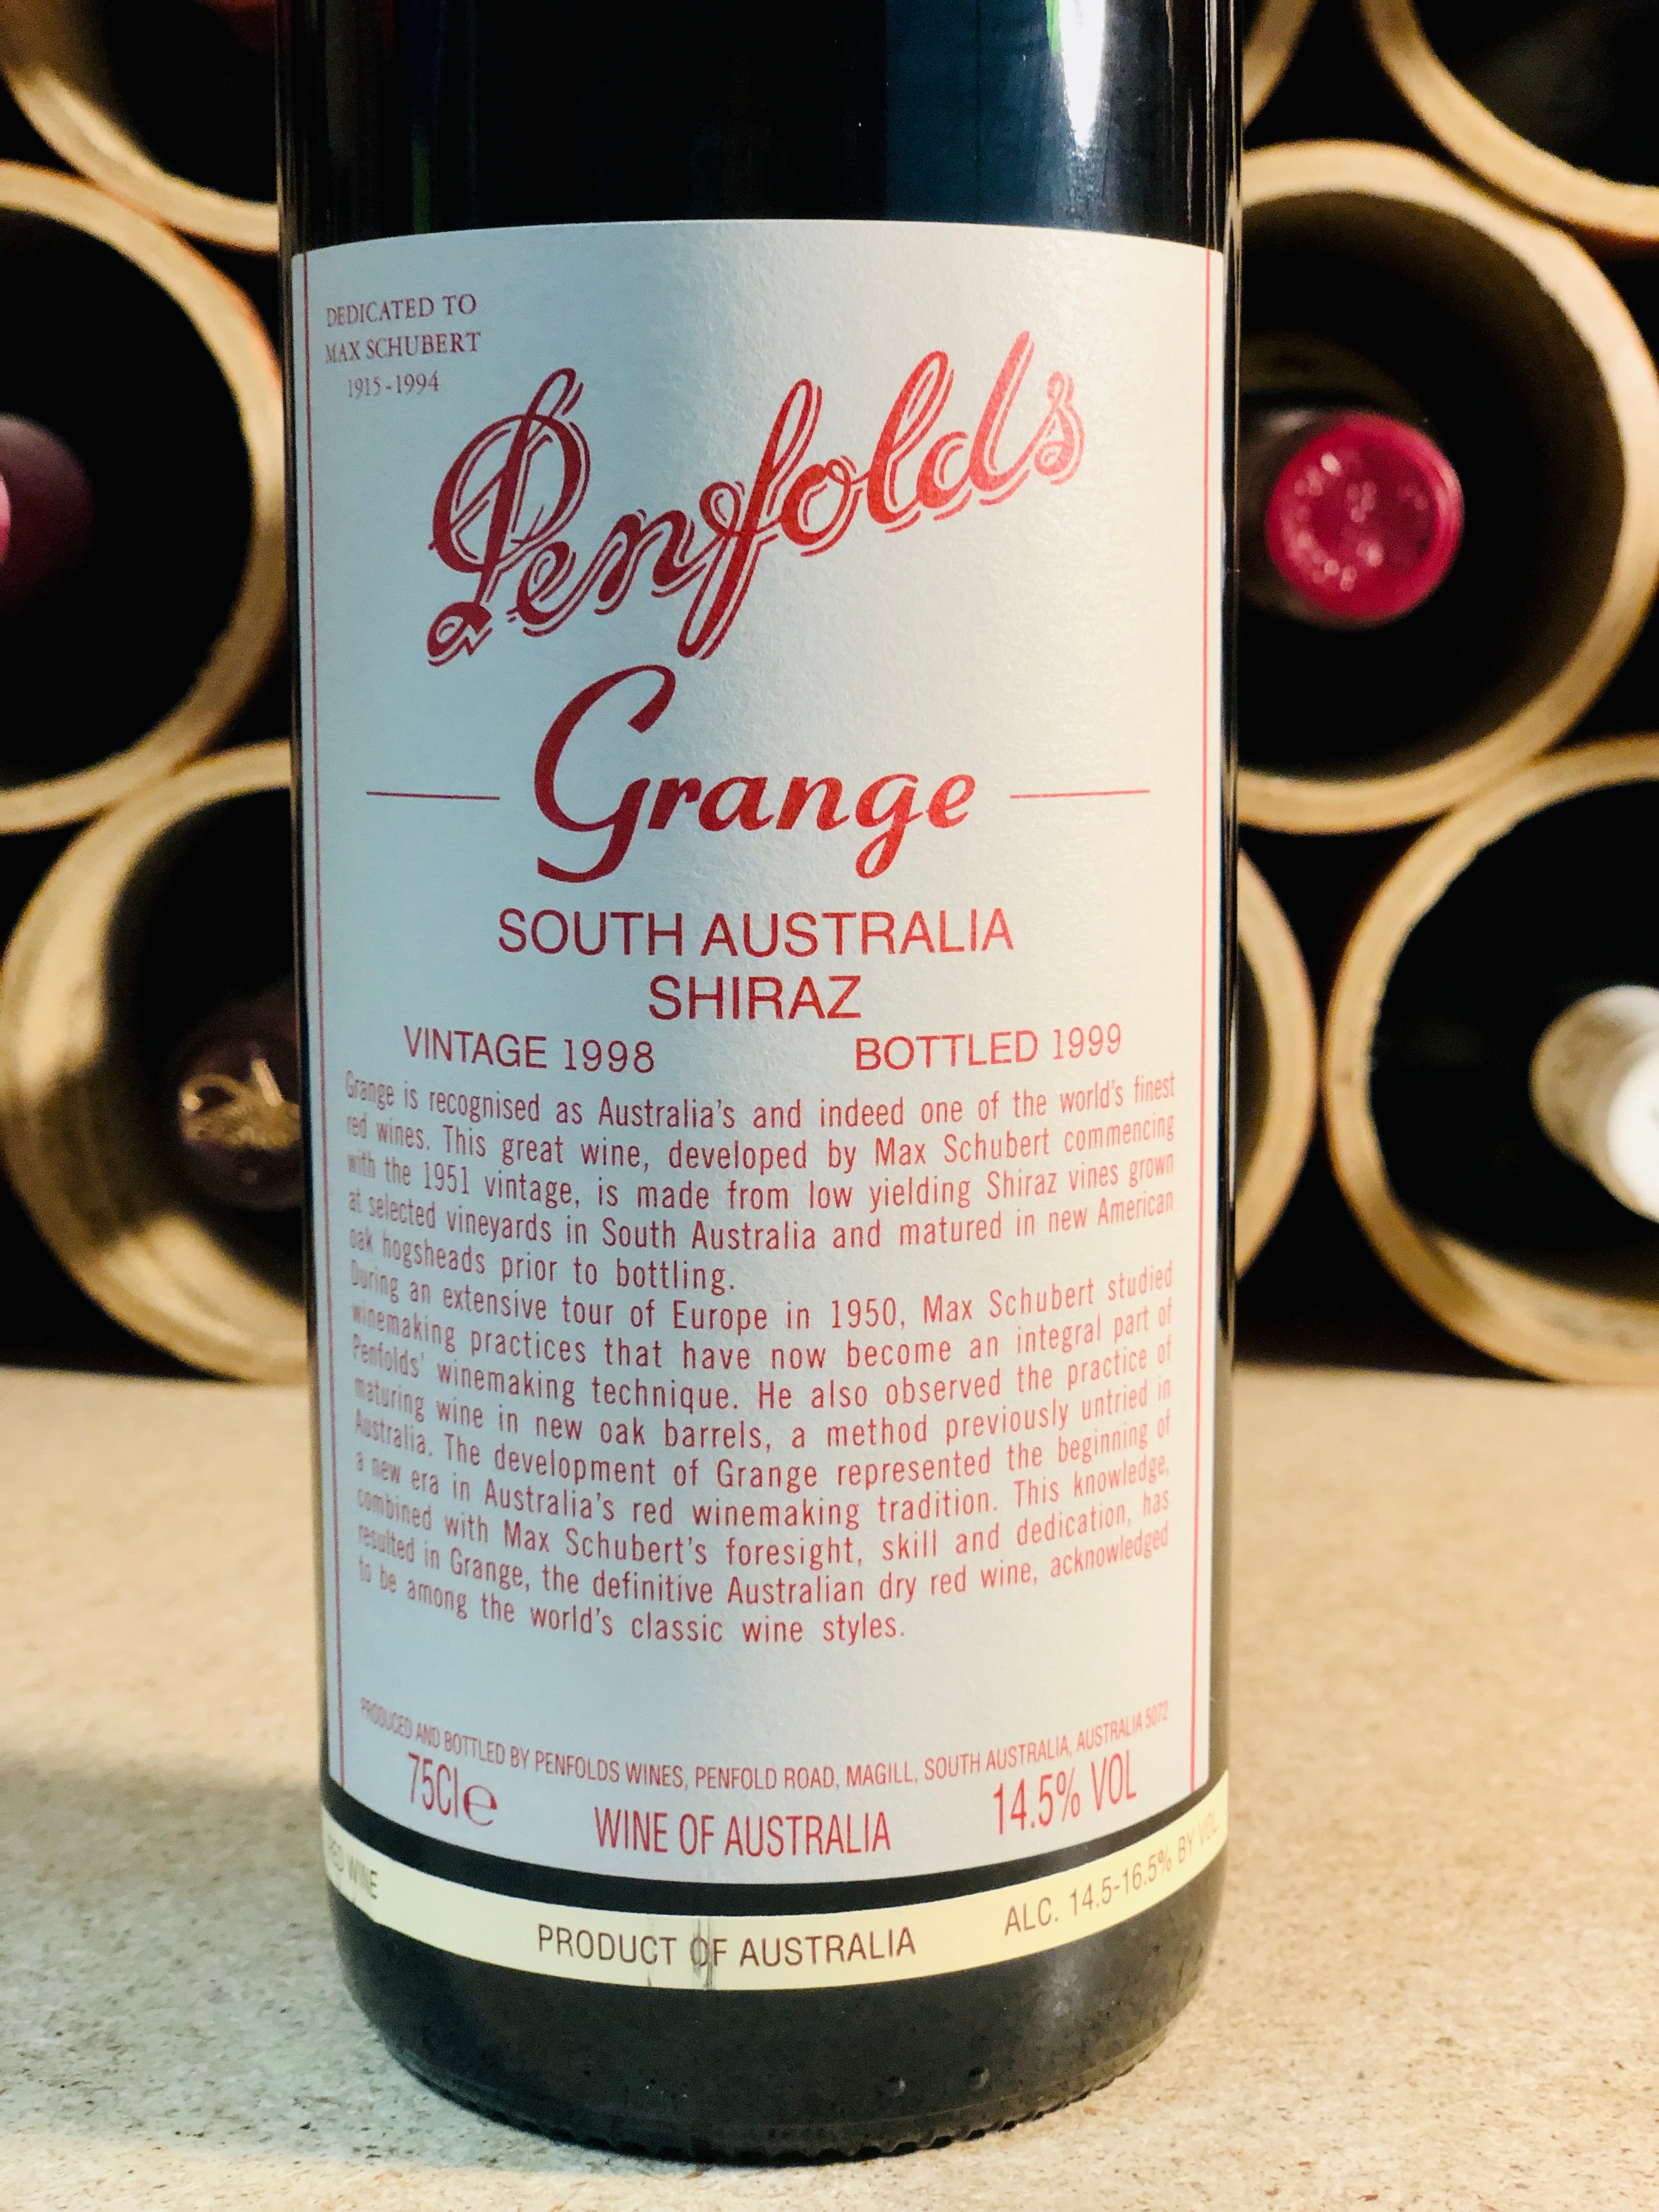 DEDICATED TO
MAX SCHUBERT
1915-1994
Penfolds
Grange
SOUTH AUSTRALIA
SHIRAZ
VINTAGE 1998 BOTTLED 1999
Grange is recognised as Australia's and indeed one of the world's finest
red wines. This great wine, developed by Max Schubert commencing
with the 1951 vintage, is made from low yielding Shiraz vines grown
at selected vineyards in South Australia and matured in new American
oak hogsheads prior to bottling.
During an extensive tour of Europe in 1950, Max Schubert studied
winemaking practices that have now become an integral part of
Penfolds' winemaking technique. He also observed the practice of
maturing wine in new oak barrels, a method previously untried in
Australia. The development of Grange represented the beginning of
a new era in Australia's red winemaking tradition. This knowledge,
combined with Max Schubert's foresight, skill and dedication, has
resulted in Grange, the definitive Australian dry red wine, acknowledged
to be among the world's classic wine styles.
PRODUCED AND BOTTLED BY PENFOLDS WINES, PENFOLD ROAD, MAGILL, SOUTH AUSTRALIA, AUSTRALIA 5072
75Cl e WINE OF AUSTRALIA 14.5% VOL
RED WINE PRODUCT OF AUSTRALIA ALC. 14.5-16.5% BY VOL